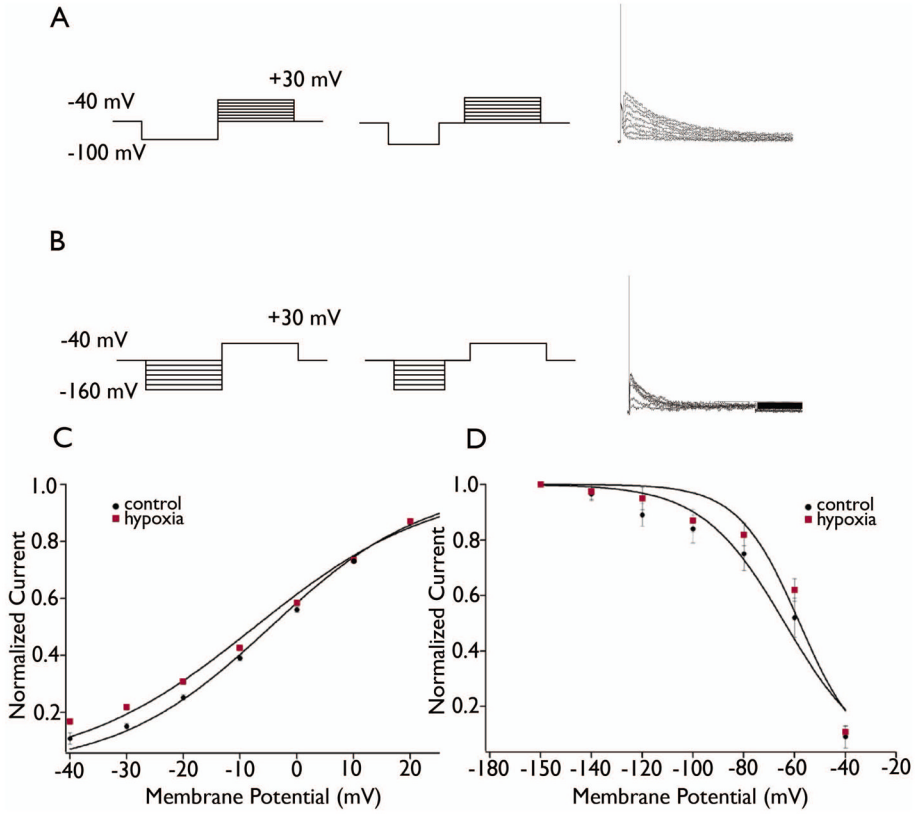 A
+30 mV
-40 mV
-100 mV
B
+30 mV
-40 mV
-160 mV
C
1.0
0.8
0.6
0.4
0.2
Normalized Current
control
hypoxia
-40 -30 -20 -10 0 10 20
Membrane Potential (mV)
D
1.0
0.8
0.6
0.4
0.2
Normalized Current
control
hypoxia
-180 -150 -140 -120 -100 -80 -60 -40 -20
Membrane Potential (mV)